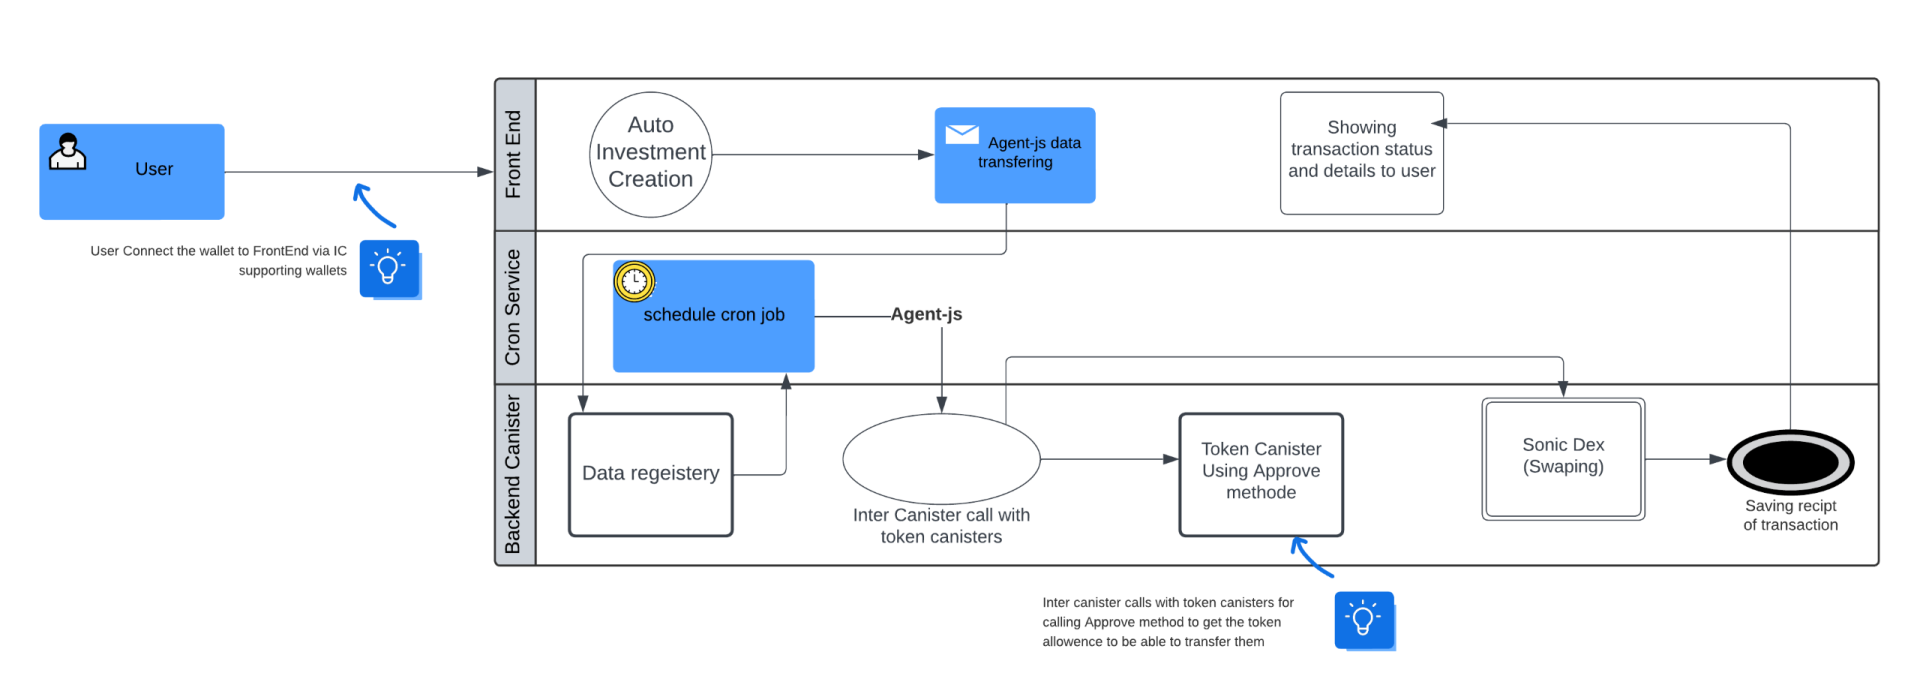 User
User Connect the wallet to FrontEnd via IC
supporting wallets
Front End
Auto
Investment
Creation
Agent-js data
transfering
Showing
transaction status
and details to user
Cron Service
schedule cron job
Agent-js
Backend Canister
Data regeistery
Inter Canister call with
token canisters
Token Canister
Using Approve
methode
Sonic Dex
(Swaping)
Saving recipt
of transaction
Inter canister calls with token canisters for
calling Approve method to get the token
allowence to be able to transfer them